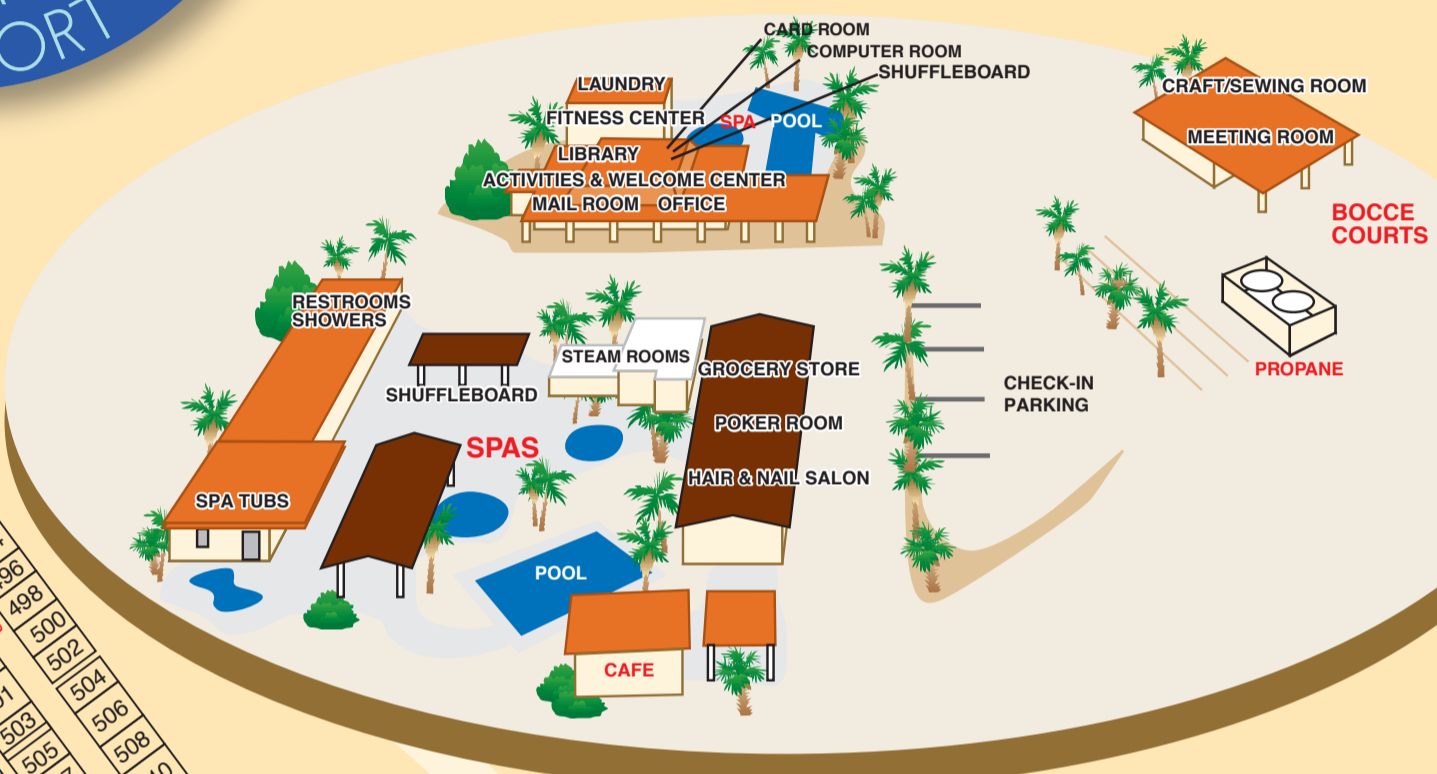 ORT
CARD ROOM
COMPUTER ROOM
SHUFFLEBOARD
LAUNDRY
FITNESS CENTER
SPA
POOL
LIBRARY
ACTIVITIES & WELCOME CENTER
MAIL ROOM OFFICE
CRAFT/SEWING ROOM
MEETING ROOM
BOCCE
COURTS
PROPANE
RESTROOMS
SHOWERS
SHUFFLEBOARD
STEAM ROOMS
GROCERY STORE
POKER ROOM
HAIR & NAIL SALON
CHECK-IN
PARKING
SPAS
SPA TUBS
POOL
CAFE
498
500
502
504
506
508
503
505